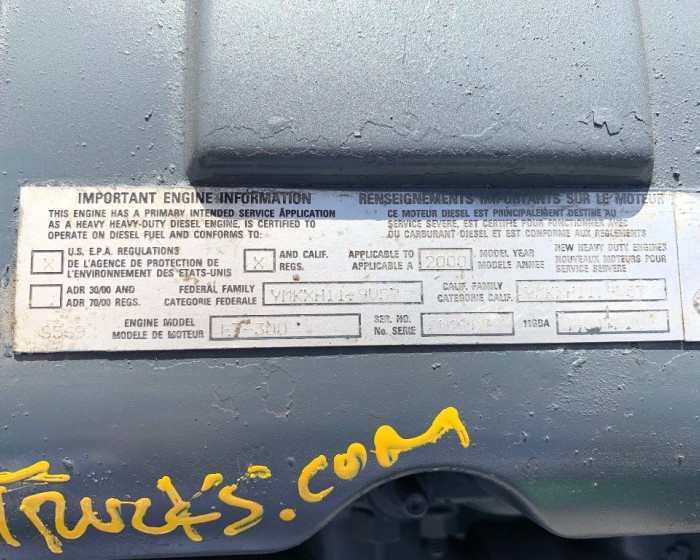 IMPORTANT ENGINE INFORMATION
THIS ENGINE HAS A PRIMARY INTENDED SERVICE APPLICATION
AS A HEAVY HEAVY-DUTY DIESEL ENGINE, IS CERTIFIED TO
OPERATE ON DIESEL FUEL AND CONFORMS TO:
RENSEIGNEMENTS IMPORTANTS SUR LE MOTEUR
CE MOTEUR DIESEL EST PRINCIPALEMENT DESTINE AU
SERVICE SEVERE, EST CERTIFIE POUR FONCTIONNER AVEC
DU CARBURANT DIESEL ET EST CONFORME AUX REGLEMENTS
X U.S. E.P.A. REGULATIONS
DE L'AGENCE DE PROTECTION DE
L'ENVIRONNEMENT DES ETATS-UNIS
X AND CALIF.
REGS.
APPLICABLE TO
APPLICABLE A
2000
MODEL YEAR
MODELE ANNEE
NEW HEAVY DUTY ENGINES
NOUVEAUX MOTEURS POUR
SERVICE SERVERE
ADR 30/00 AND
ADR 70/00 REGS.
FEDERAL FAMILY
CATEGORIE FEDERALE
CALIF. FAMILY
CATEGORIE CALIF.
ENGINE MODEL
MODELE DE MOTEUR
300
SER. NO.
No. SERIE
11GBA
Trucks.com